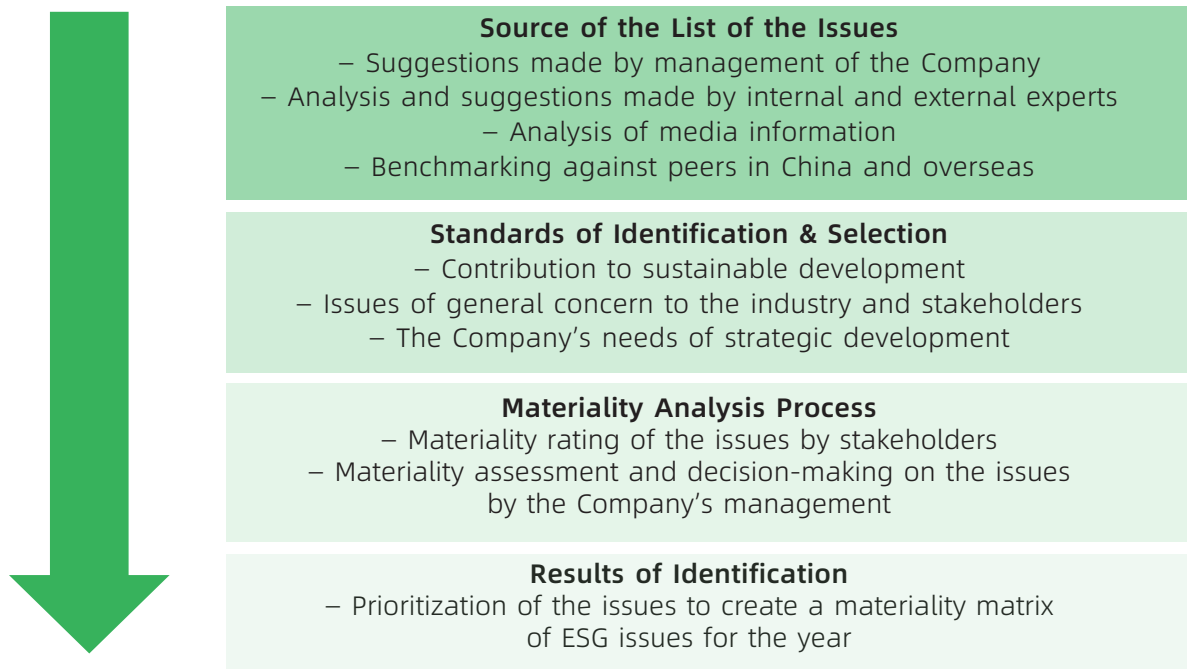 Source of the List of the Issues
– Suggestions made by management of the Company
– Analysis and suggestions made by internal and external experts
– Analysis of media information
– Benchmarking against peers in China and overseas
Standards of Identification & Selection
– Contribution to sustainable development
– Issues of general concern to the industry and stakeholders
– The Company’s needs of strategic development
Materiality Analysis Process
– Materiality rating of the issues by stakeholders
– Materiality assessment and decision-making on the issues
by the Company’s management
Results of Identification
– Prioritization of the issues to create a materiality matrix
of ESG issues for the year